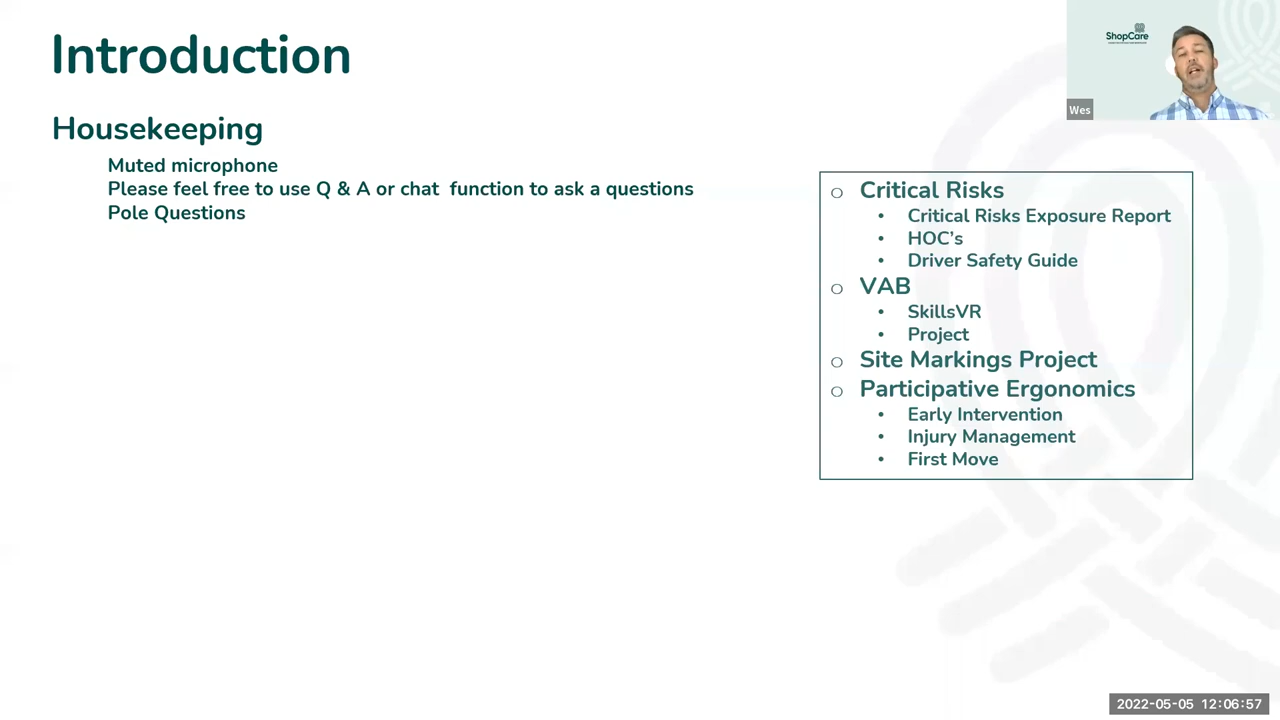 Introduction
Housekeeping
Muted microphone
Please feel free to use Q & A or chat function to ask a questions
Pole Questions
ShopCare
Wes
o Critical Risks
• Critical Risks Exposure Report
• HOC's
• Driver Safety Guide
o VAB
• SkillsVR
• Project
o Site Markings Project
o Participative Ergonomics
• Early Intervention
• Injury Management
• First Move
2022-05-05 12:06:57